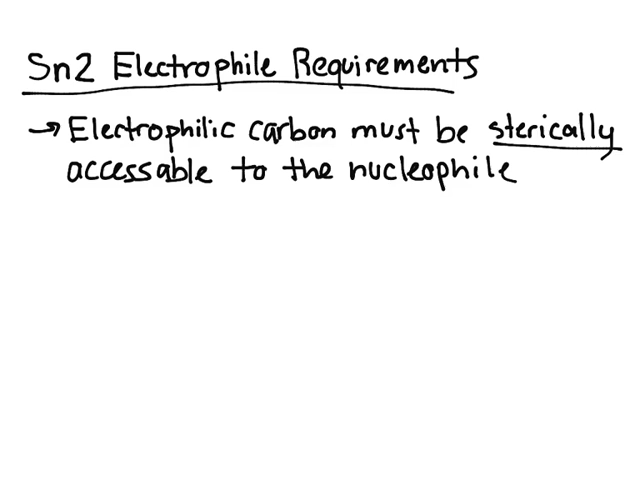 Sn2 Electrophile Requirements
→ Electrophilic carbon must be sterically
accessable to the nucleophile